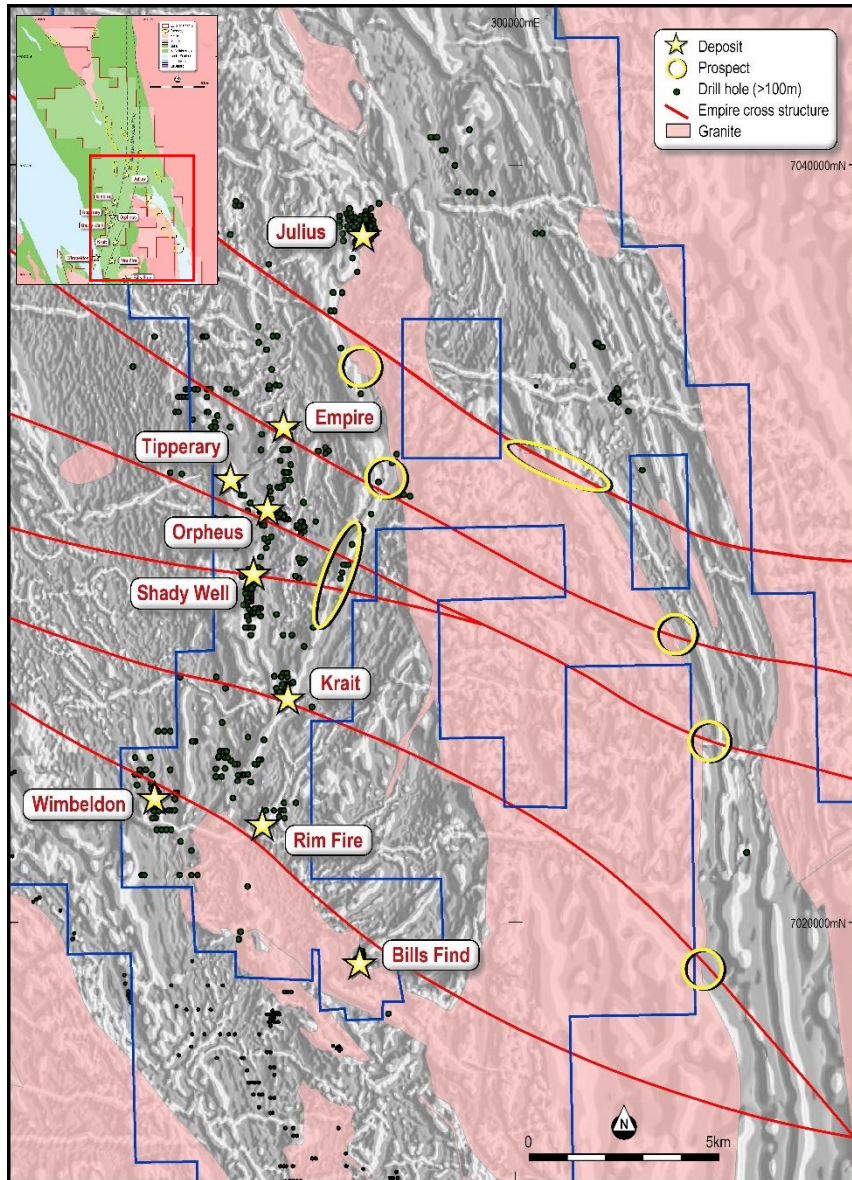 300000mE
Deposit
Prospect
Drill hole (>100m)
Empire cross structure
Granite
7040000mN
Julius
Empire
Tipperary
Orpheus
Shady Well
Krait
Wimbeldon
Rim Fire
7020000mN
Bills Find
N
0
5km